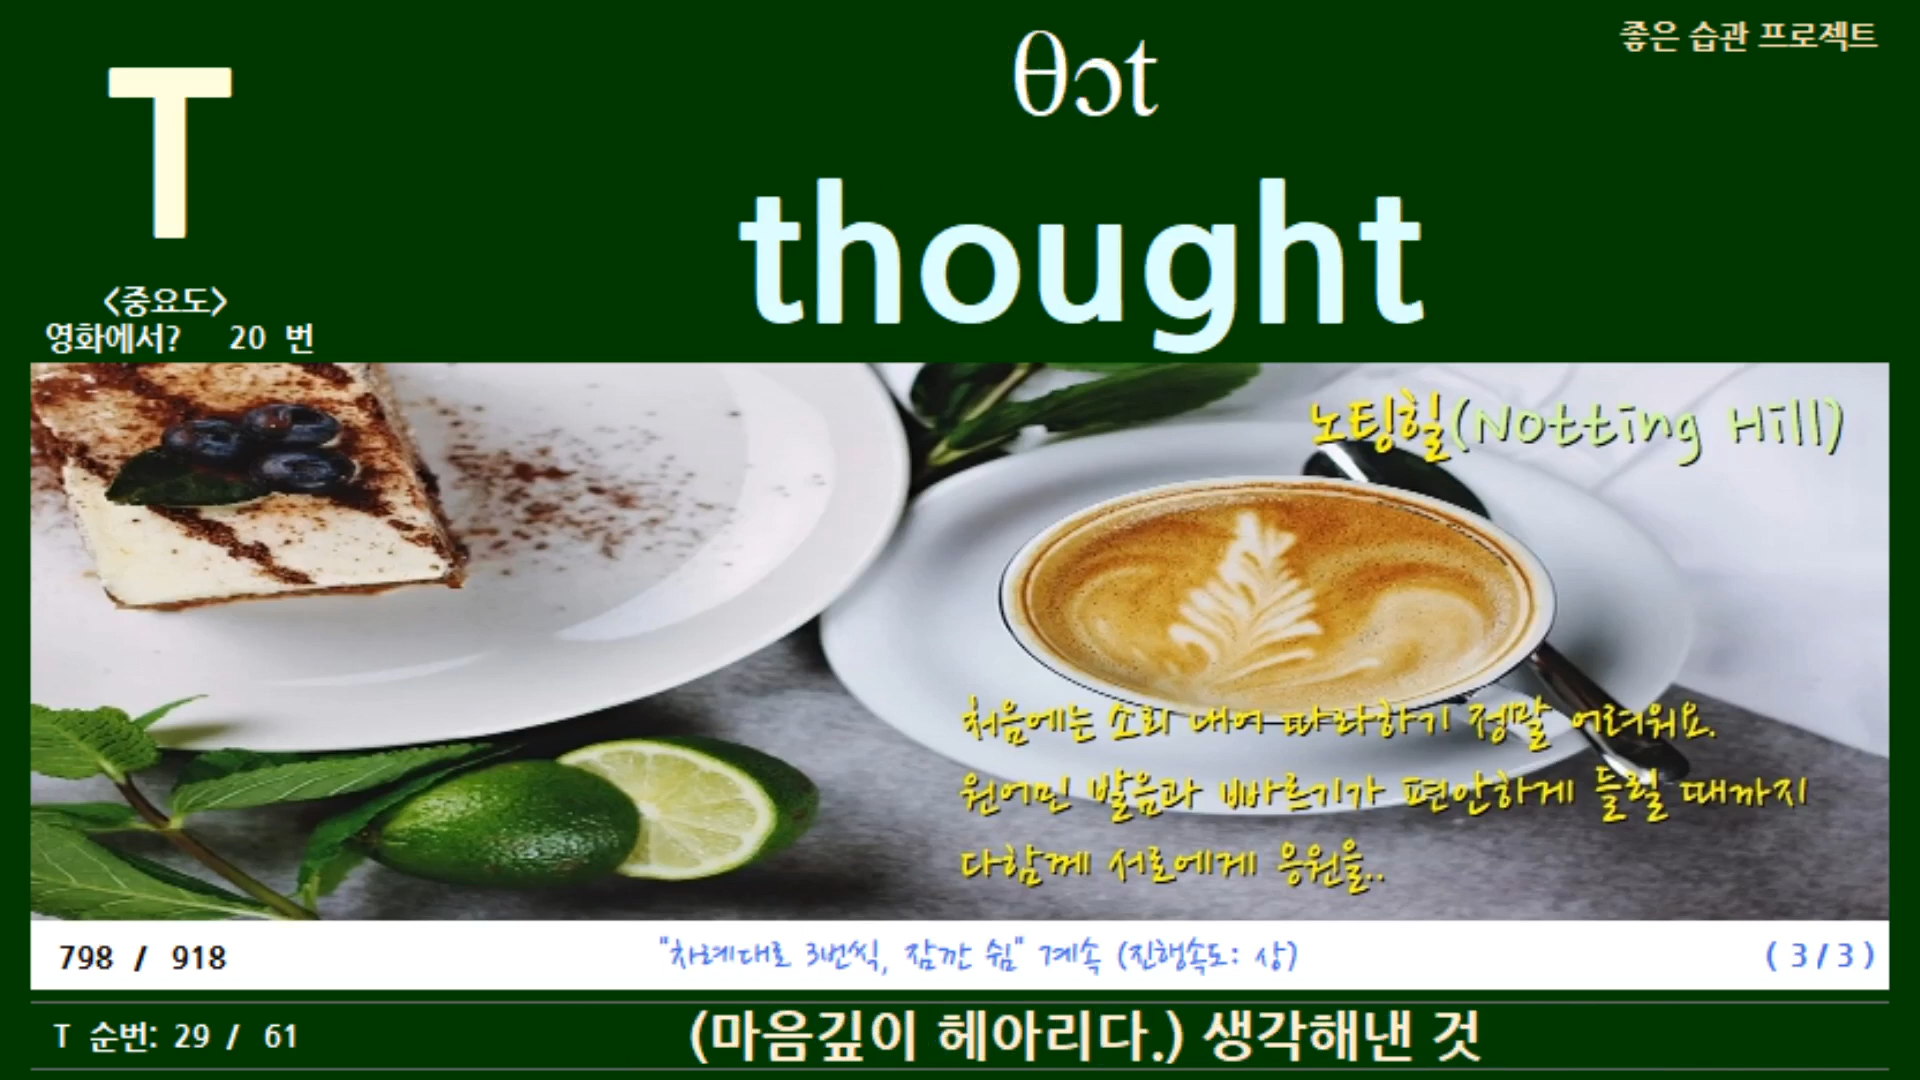 좋은 습관 프로젝트
T
θɔt
thought
<중요도>
영화에서? 20 번
노팅힐(Notting Hill)
처음에는 소리 내어 따라하기 정말 어려워요.
원어민 발음과 빠르기가 편안하게 들릴 때까지
다함께 서로에게 응원을..
798 / 918
"차례대로 3번씩, 잠깐 쉼" 계속 (진행속도: 상)
( 3 / 3 )
T 순번: 29 / 61
(마음깊이 헤아리다.) 생각해낸 것